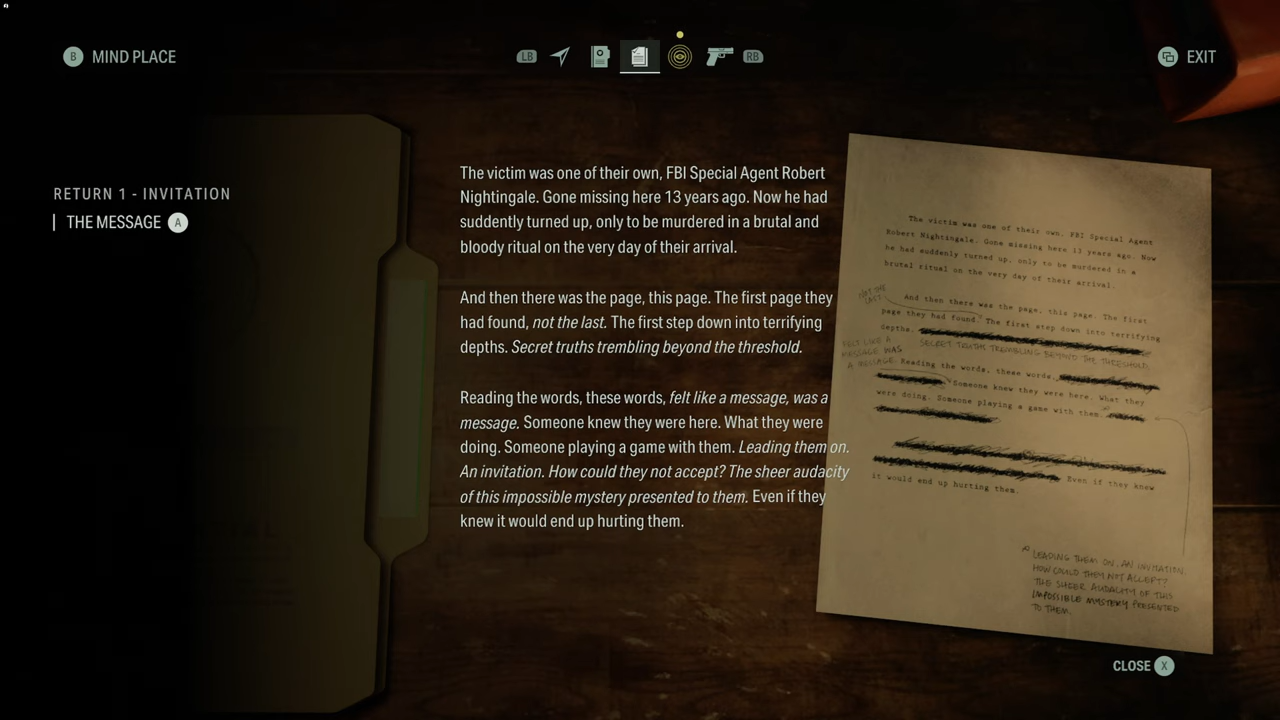 B MIND PLACE
LB
RB
EXIT
RETURN 1 - INVITATION
THE MESSAGE A
The victim was one of their own, FBI Special Agent Robert
Nightingale. Gone missing here 13 years ago. Now he had
suddenly turned up, only to be murdered in a brutal and
bloody ritual on the very day of their arrival.
And then there was the page, this page. The first page they
had found, not the last. The first step down into terrifying
depths. Secret truths trembling beyond the threshold.
Reading the words, these words, felt like a message, was a
message. Someone knew they were here. What they were
doing. Someone playing a game with them. Leading them on.
An invitation. How could they not accept? The sheer audacity
of this impossible mystery presented to them. Even if they
knew it would end up hurting them.
The victim was one of their own, FBI Special Agent
Robert Nightingale. Gone missing here 13 years ago. Now
he had suddenly turned up, only to be murdered in a
brutal ritual on the very day of their arrival.
NOT THE
LAST
And then there was the page, this page. The first
page they had found. The first step down into terrifying
depths.
SECRET TRUTHS TREMBLING BEYOND THE THRESHOLD.
FELT LIKE A
MESSAGE WAS
A MESSAGE
Reading the words, these words,
Someone knew they were here. What they
were doing. Someone playing a game with them.
Even if they knew
it would end up hurting them.
LEADING THEM ON. AN INVITATION.
HOW COULD THEY NOT ACCEPT?
THE SHEER AUDACITY OF THIS
IMPOSSIBLE MYSTERY PRESENTED
TO THEM.
CLOSE X